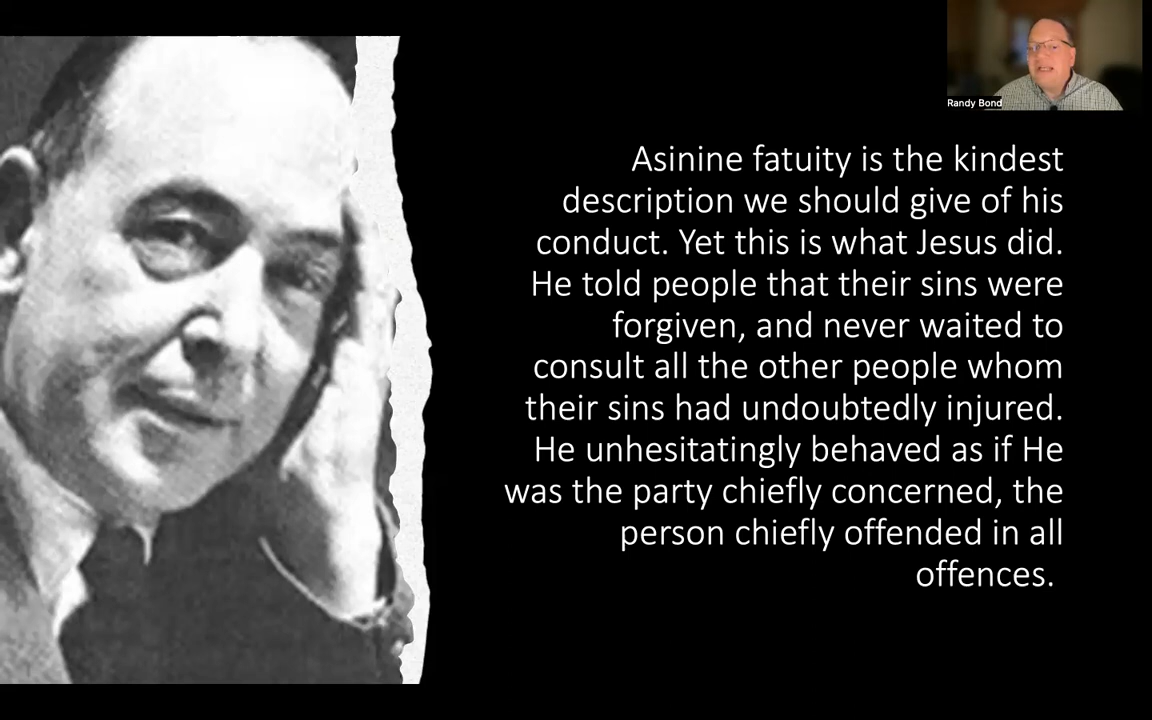 Randy Bond
Asinine fatuity is the kindest
description we should give of his
conduct. Yet this is what Jesus did.
He told people that their sins were
forgiven, and never waited to
consult all the other people whom
their sins had undoubtedly injured.
He unhesitatingly behaved as if He
was the party chiefly concerned, the
person chiefly offended in all
offences.